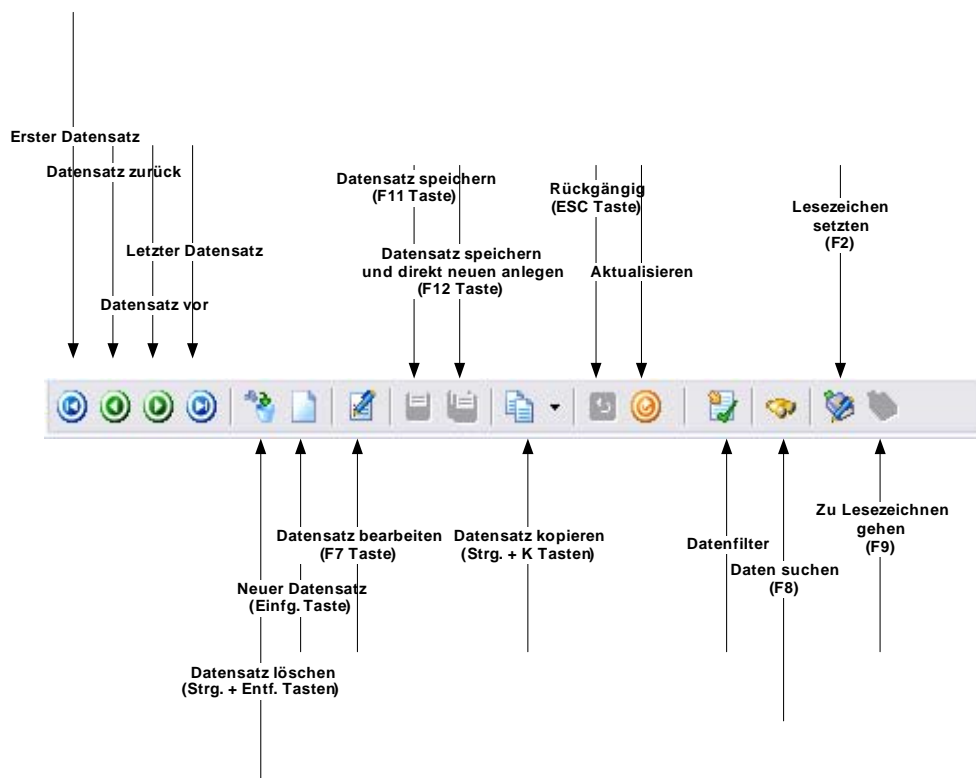 Erster Datensatz
Datensatz zurück
Letzter Datensatz
Datensatz vor
Datensatz speichern
(F11 Taste)
Datensatz speichern
und direkt neuen anlegen
(F12 Taste)
Rückgängig
(ESC Taste)
Aktualisieren
Lesezeichen
setzten
(F2)
Datensatz bearbeiten
(F7 Taste)
Neuer Datensatz
(Einfg. Taste)
Datensatz löschen
(Strg. + Entf. Tasten)
Datensatz kopieren
(Strg. + K Tasten)
Datenfilter
Daten suchen
(F8)
Zu Lesezeichnen
gehen
(F9)